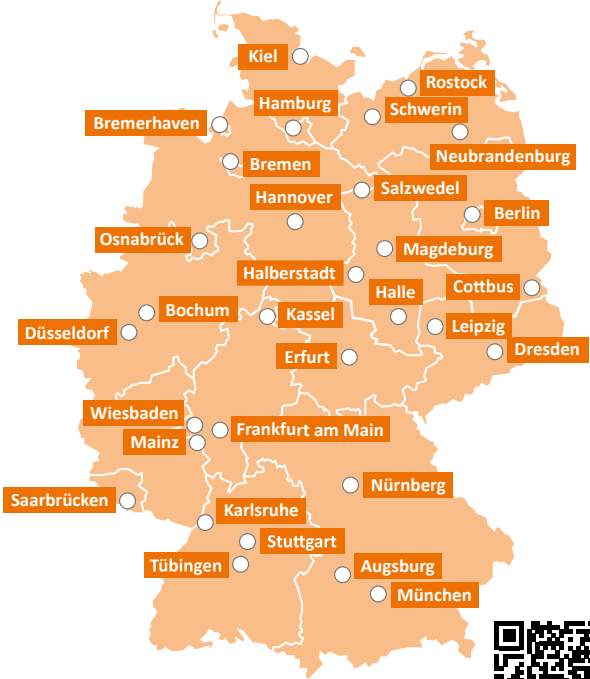 Kiel
Rostock
Hamburg
Schwerin
Bremerhaven
Neubrandenburg
Bremen
Salzwedel
Hannover
Berlin
Osnabrück
Magdeburg
Halberstadt
Cottbus
Halle
Bochum
Kassel
Leipzig
Düsseldorf
Dresden
Erfurt
Wiesbaden
Frankfurt am Main
Mainz
Nürnberg
Saarbrücken
Karlsruhe
Stuttgart
Tübingen
Augsburg
München